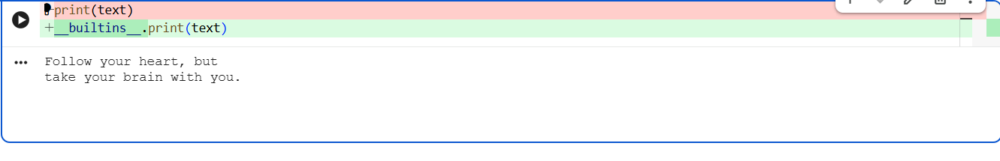 -print(text)
+__builtins__.print(text)
Follow your heart, but
take your brain with you.